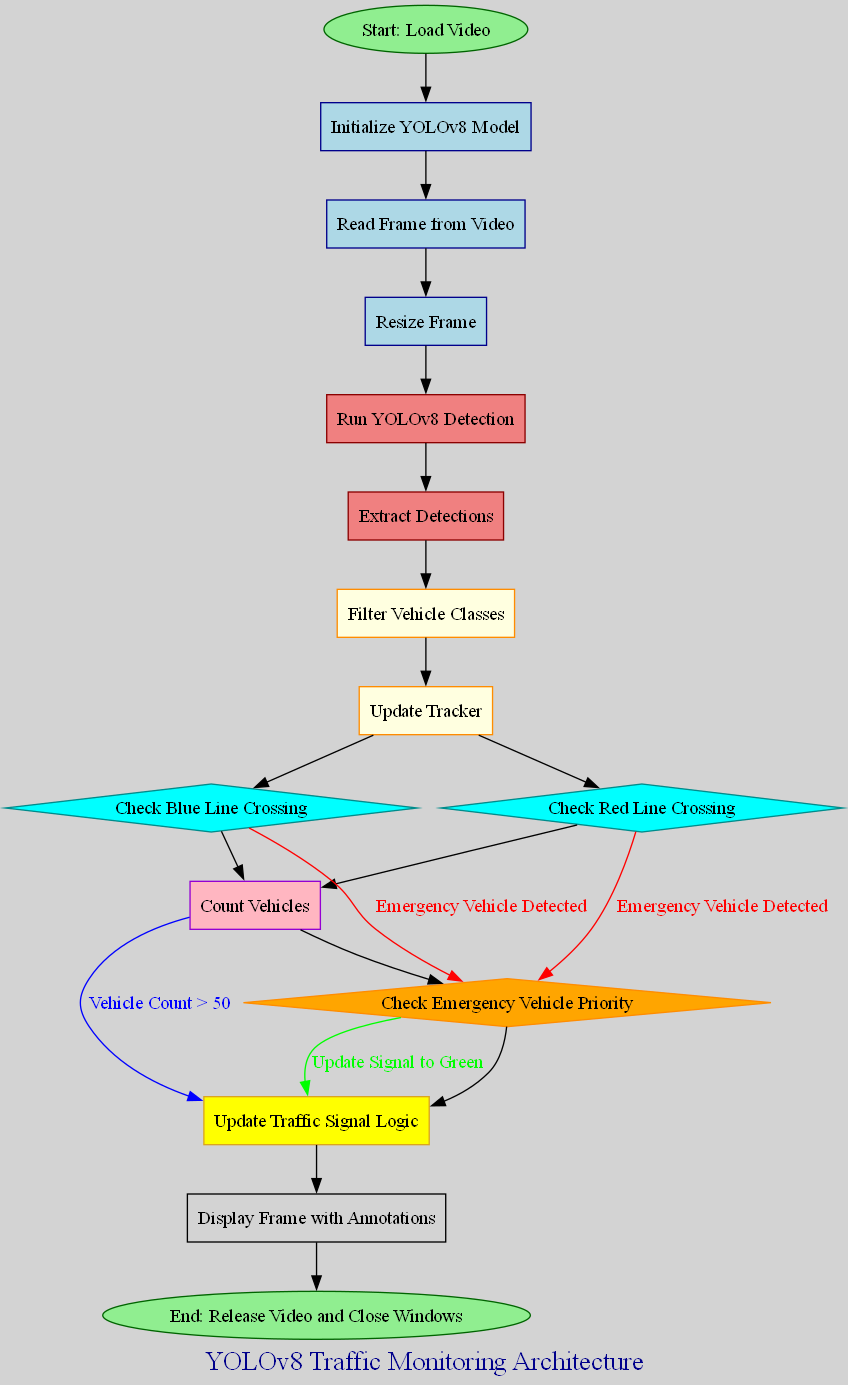 Start: Load Video
Initialize YOLOv8 Model
Read Frame from Video
Resize Frame
Run YOLOv8 Detection
Extract Detections
Filter Vehicle Classes
Update Tracker
Check Blue Line Crossing
Check Red Line Crossing
Count Vehicles
Emergency Vehicle Detected
Emergency Vehicle Detected
Vehicle Count > 50
Check Emergency Vehicle Priority
Update Signal to Green
Update Traffic Signal Logic
Display Frame with Annotations
End: Release Video and Close Windows
YOLOv8 Traffic Monitoring Architecture